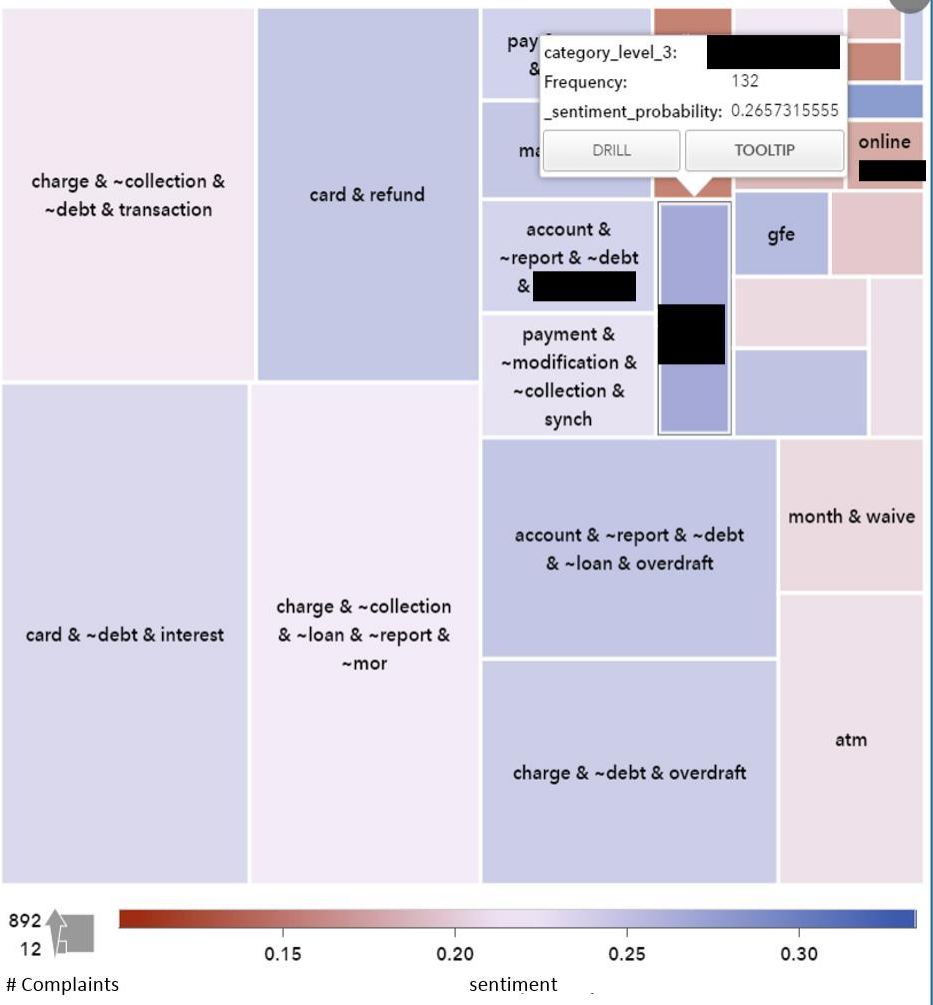 pay
&
category_level_3:
Frequency: 132
_sentiment_probability: 0.2657315555
DRILL TOOLTIP
online
charge & ~collection &
~debt & transaction
card & refund
account &
~report & ~debt
&
gfe
payment &
~modification &
~collection &
synch
account & ~report & ~debt
& ~loan & overdraft
month & waive
card & ~debt & interest
charge & ~collection
& ~loan & ~report &
~mor
charge & ~debt & overdraft
atm
892
12
0.15 0.20 0.25 0.30
# Complaints sentiment